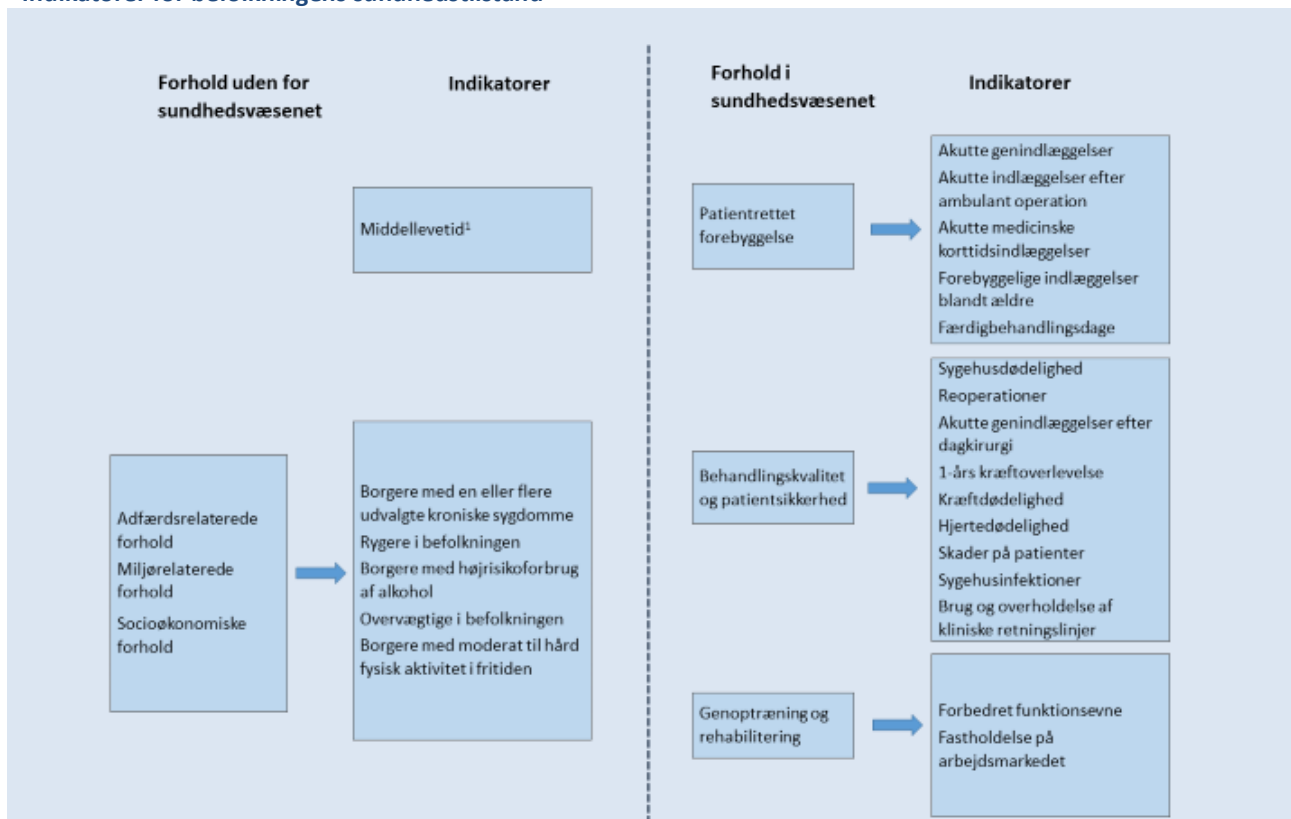 Indikatorer for befolkningens sundhedstilstand
Forhold uden for
sundhedsvæsenet
Indikatorer
Middellevetid¹
Adfærdsrelaterede
forhold
Miljørelaterede
forhold
Socioøkonomiske
forhold
Borgere med en eller flere
udvalgte kroniske sygdomme
Rygere i befolkningen
Borgere med højrisikoforbrug
af alkohol
Overvægtige i befolkningen
Borgere med moderat til hård
fysisk aktivitet i fritiden
Forhold i
sundhedsvæsenet
Indikatorer
Patientrettet
forebyggelse
Akutte genindlæggelser
Akutte indlæggelser efter
ambulant operation
Akutte medicinske
korttidsindlæggelser
Forebyggelige indlæggelser
blandt ældre
Færdigbehandlingsdage
Behandlingskvalitet
og patientsikkerhed
Sygehusdødelighed
Reoperationer
Akutte genindlæggelser efter
dagkirurgi
1-års kræftoverlevelse
Kræftdødelighed
Hjertedødelighed
Skader på patienter
Sygehusinfektioner
Brug og overholdelse af
kliniske retningslinjer
Genoptræning og
rehabilitering
Forbedret funktionsevne
Fastholdelse på
arbejdsmarkedet